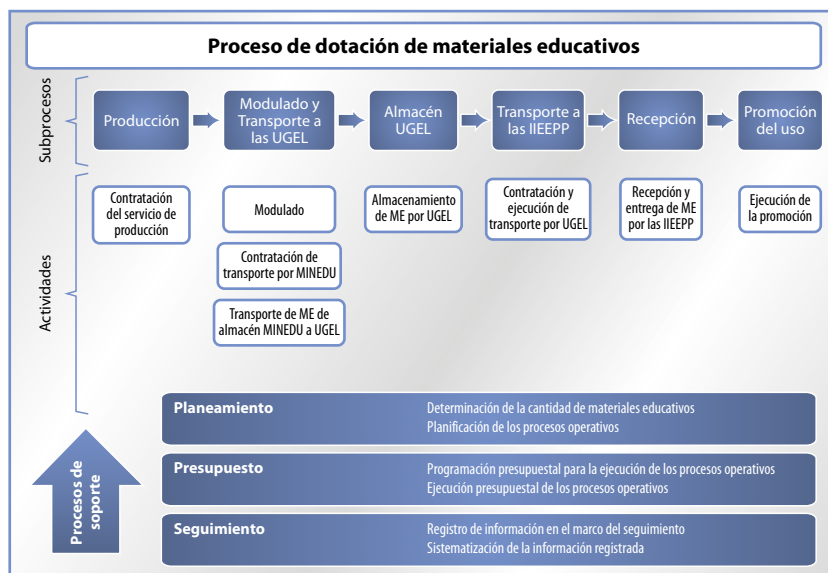 Proceso de dotación de materiales educativos
Subprocesos
Producción
Modulado y
Transporte a
las UGEL
Almacén
UGEL
Transporte a
las IIEEPP
Recepción
Promoción
del uso
Actividades
Contratación
del servicio de
producción
Modulado
Contratación de
transporte por MINEDU
Transporte de ME de
almacén MINEDU a UGEL
Almacenamiento
de ME por UGEL
Contratación y
ejecución de
transporte por UGEL
Recepción y
entrega de ME
por las IIEEPP
Ejecución de
la promoción
Procesos de
soporte
Planeamiento
Determinación de la cantidad de materiales educativos
Planificación de los procesos operativos
Presupuesto
Programación presupuestal para la ejecución de los procesos operativos
Ejecución presupuestal de los procesos operativos
Seguimiento
Registro de información en el marco del seguimiento
Sistematización de la información registrada